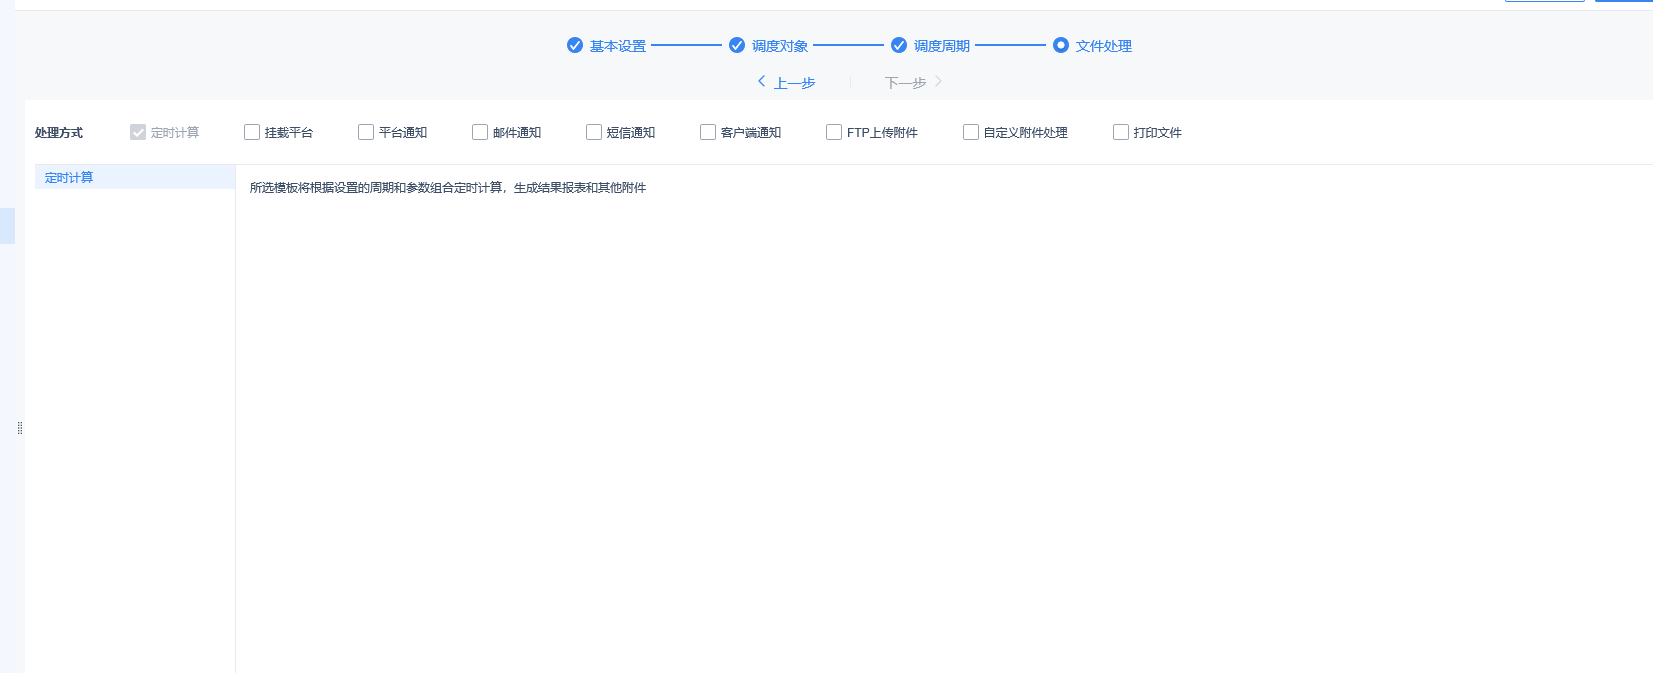 基本设置 调度对象 调度周期 文件处理
上一步 下一步
处理方式 定时计算 挂载平台 平台通知 邮件通知 短信通知 客户端通知 FTP上传附件 自定义附件处理 打印文件
定时计算
所选模板将根据设置的周期和参数组合定时计算，生成结果报表和其他附件